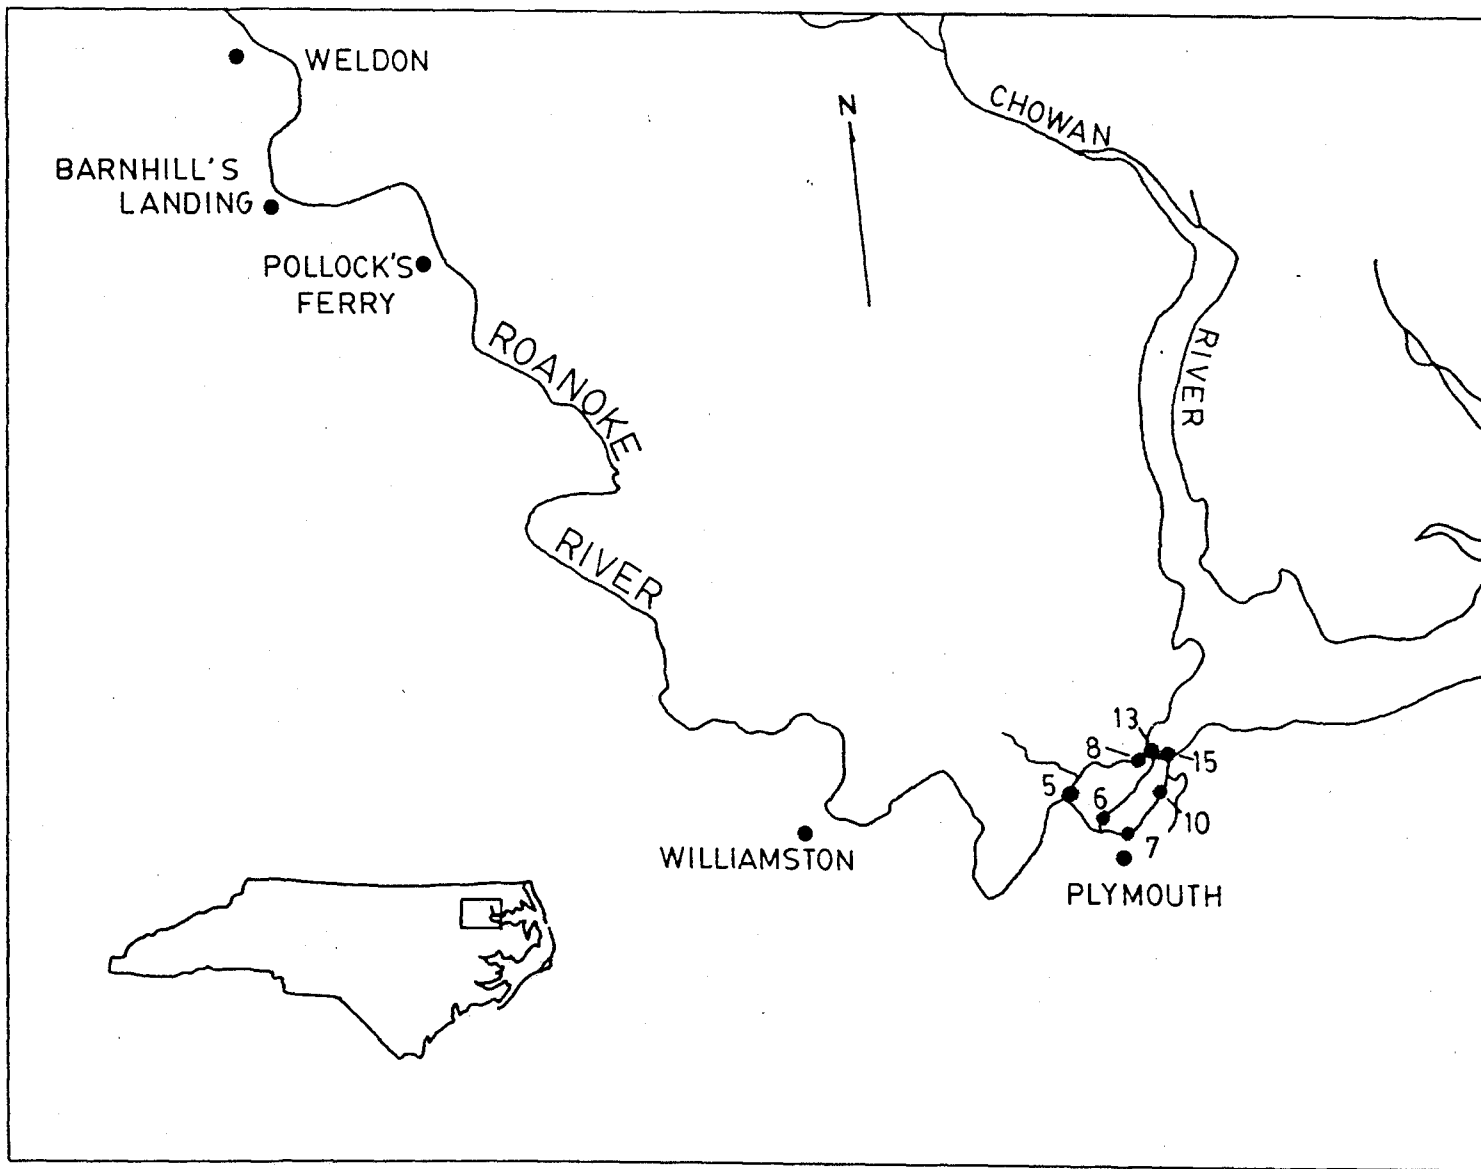 WELDON
N
CHOWAN
RIVER
BARNHILL'S
LANDING
POLLOCK'S
FERRY
ROANOKE
RIVER
13
8
15
5
6
10
7
WILLIAMSTON
PLYMOUTH